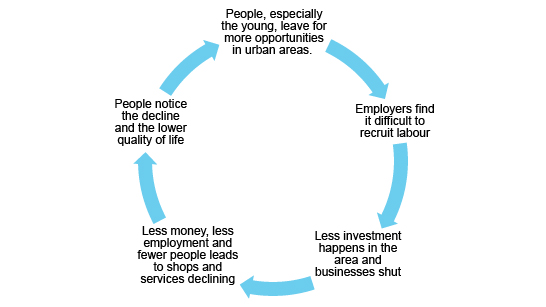 People, especially
the young, leave for
more opportunities
in urban areas.
Employers find
it difficult to
recruit labour
Less investment
happens in the
area and
businesses shut
Less money, less
employment and
fewer people leads
to shops and
services declining
People notice
the decline
and the lower
quality of life